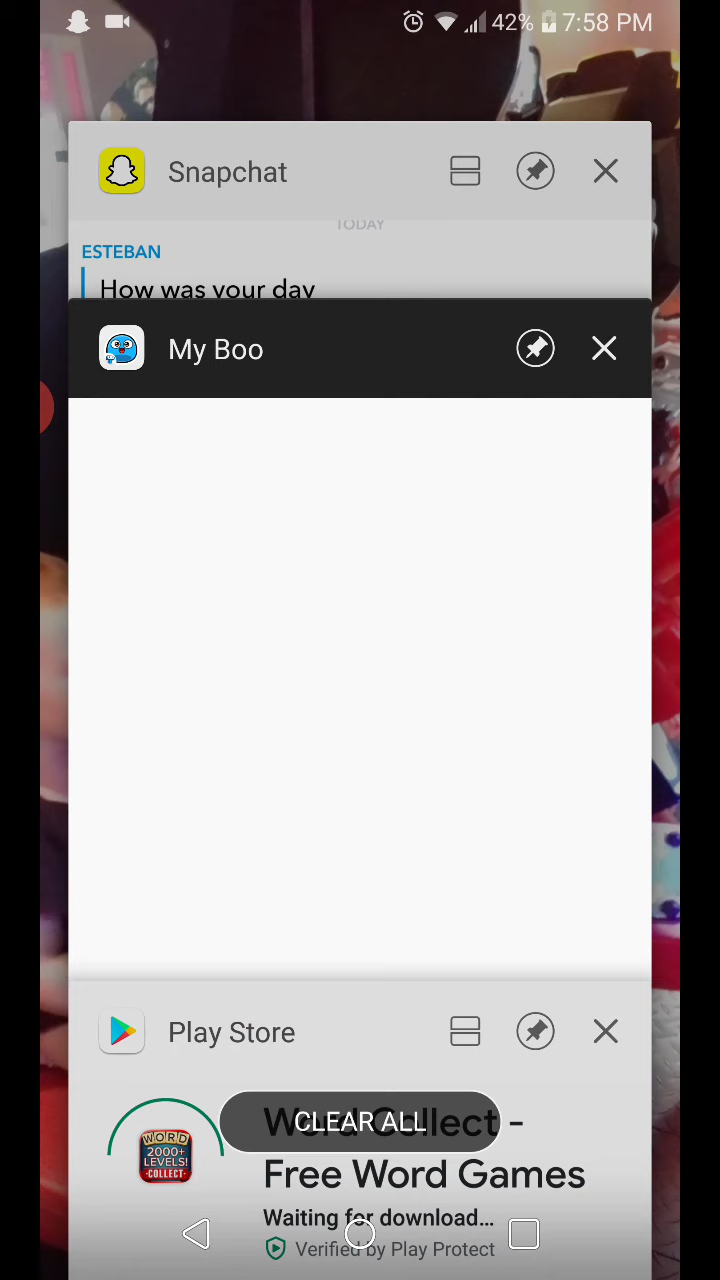 42% 7:58 PM
Snapchat
TODAY
ESTEBAN
How was your day
My Boo
Play Store
Word Collect -
CLEAR ALL
WORD
2000+
LEVELS!
COLLECT
Free Word Games
Waiting for download...
Verified by Play Protect